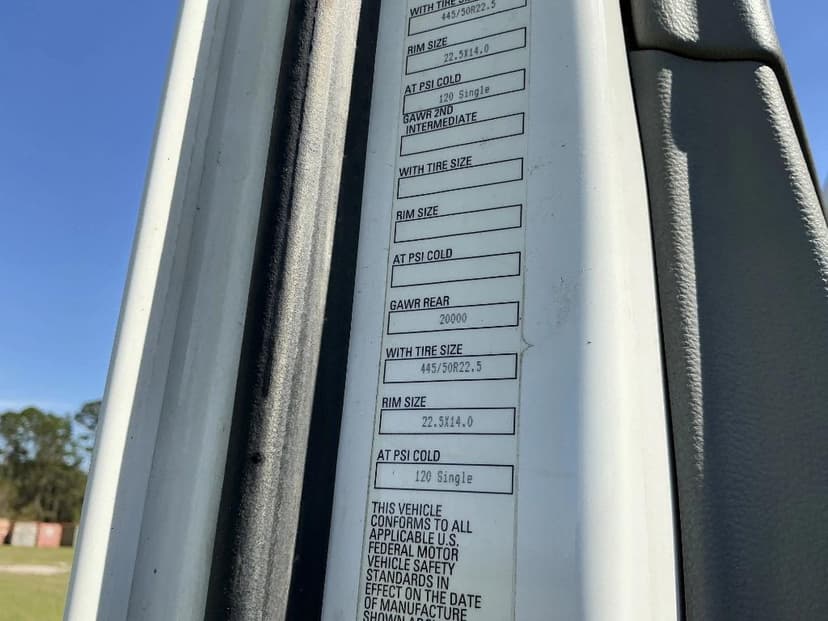 WITH TIRE
445/50R22.5
RIM SIZE
22.5X14.0
AT PSI COLD
120 Single
GAWR 2ND
INTERMEDIATE
WITH TIRE SIZE
RIM SIZE
AT PSI COLD
GAWR REAR
20000
WITH TIRE SIZE
445/50R22.5
RIM SIZE
22.5X14.0
AT PSI COLD
120 Single
THIS VEHICLE
CONFORMS TO ALL
APPLICABLE U.S.
FEDERAL MOTOR
VEHICLE SAFETY
STANDARDS IN
EFFECT ON THE DATE
OF MANUFACTURE
SHOWN